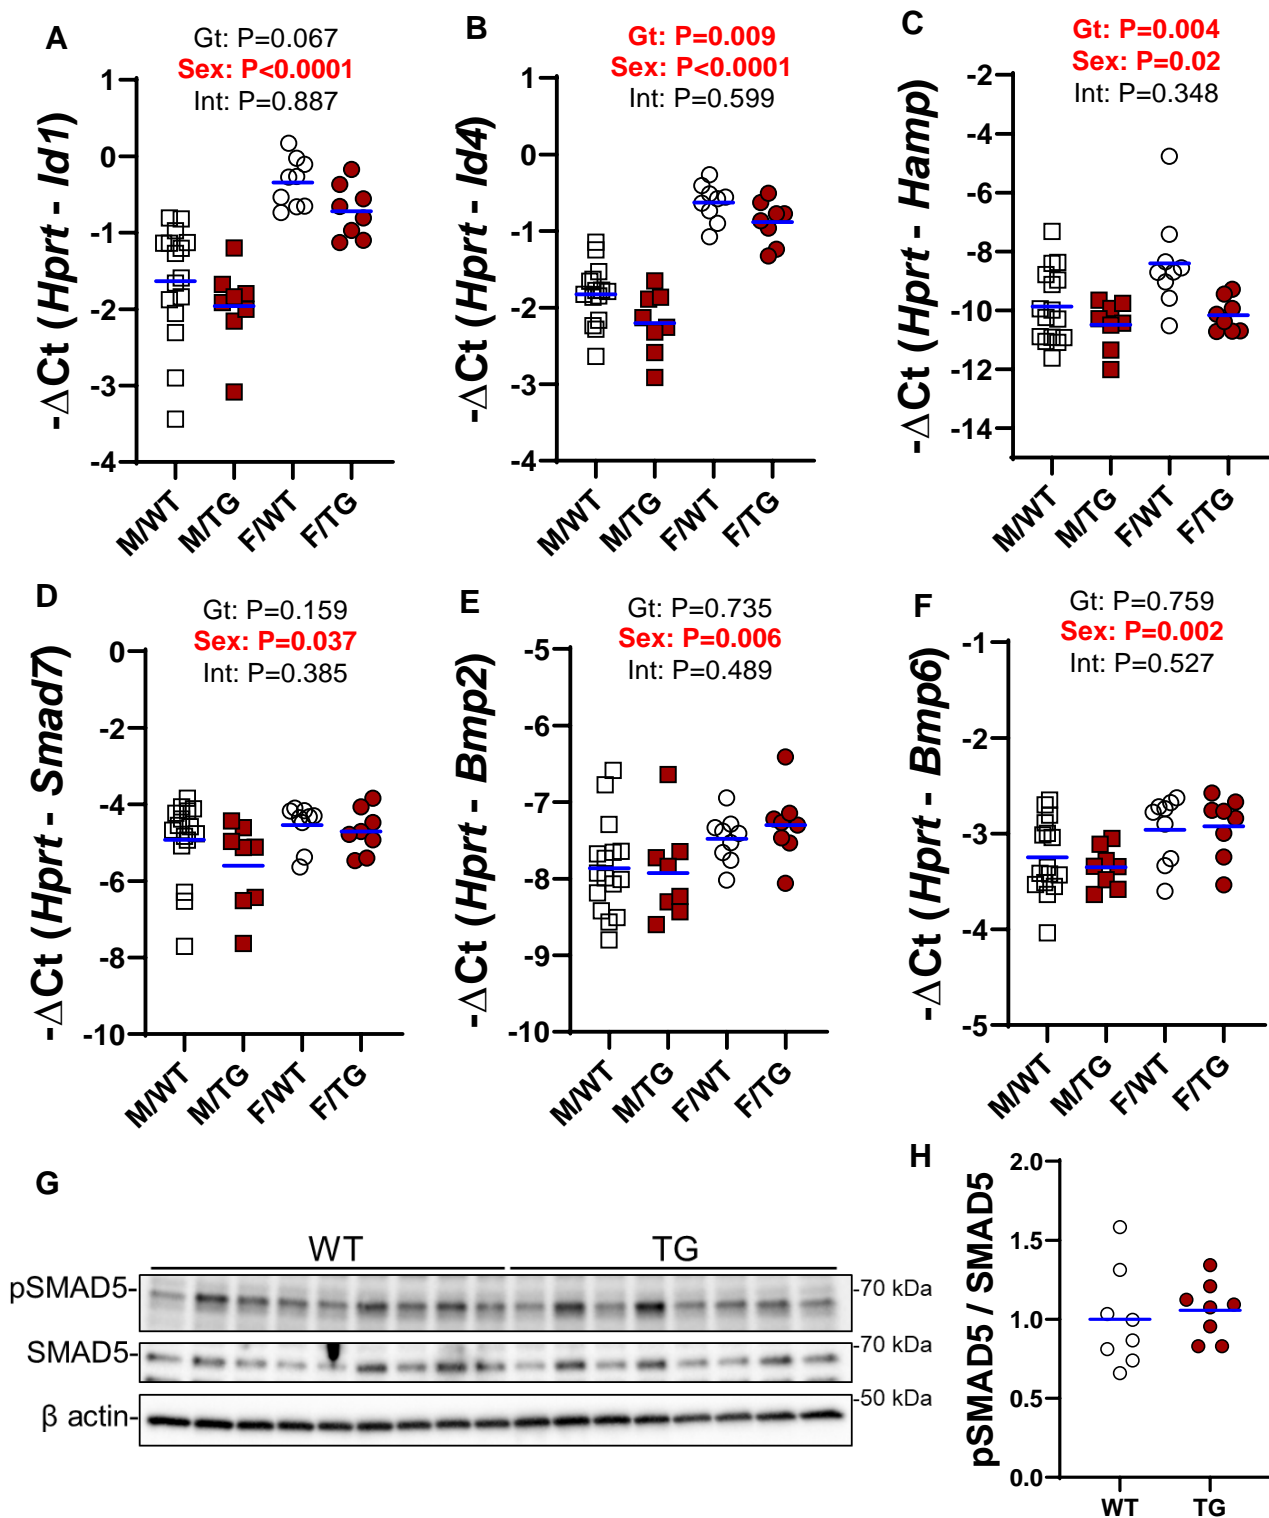 A
Gt: P=0.067
Sex: P<0.0001
Int: P=0.887
-ΔCt (Hprt - Id1)
1
0
-1
-2
-3
-4
M/WT
M/TG
F/WT
F/TG
B
Gt: P=0.009
Sex: P<0.0001
Int: P=0.599
-ΔCt (Hprt - Id4)
1
0
-1
-2
-3
-4
M/WT
M/TG
F/WT
F/TG
C
Gt: P=0.004
Sex: P=0.02
Int: P=0.348
-ΔCt (Hprt - Hamp)
-2
-4
-6
-8
-10
-12
-14
M/WT
M/TG
F/WT
F/TG
D
Gt: P=0.159
Sex: P=0.037
Int: P=0.385
-ΔCt (Hprt - Smad7)
0
-2
-4
-6
-8
-10
M/WT
M/TG
F/WT
F/TG
E
Gt: P=0.735
Sex: P=0.006
Int: P=0.489
-ΔCt (Hprt - Bmp2)
-5
-6
-7
-8
-9
-10
M/WT
M/TG
F/WT
F/TG
F
Gt: P=0.759
Sex: P=0.002
Int: P=0.527
-ΔCt (Hprt - Bmp6)
-1
-2
-3
-4
-5
M/WT
M/TG
F/WT
F/TG
G
WT TG
pSMAD5- -70 kDa
SMAD5- -70 kDa
β actin- -50 kDa
H
pSMAD5 / SMAD5
2.0
1.5
1.0
0.5
0.0
WT TG